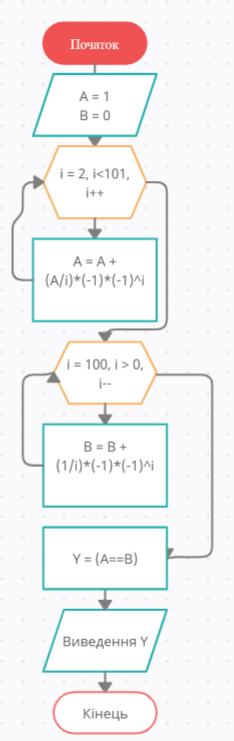 Початок
A = 1
B = 0
i = 2, i<101,
i++
A = A +
(A/i)*(-1)*(-1)^i
i = 100, i > 0,
i--
B = B +
(1/i)*(-1)*(-1)^i
Y = (A==B)
Виведення Y
Кінець